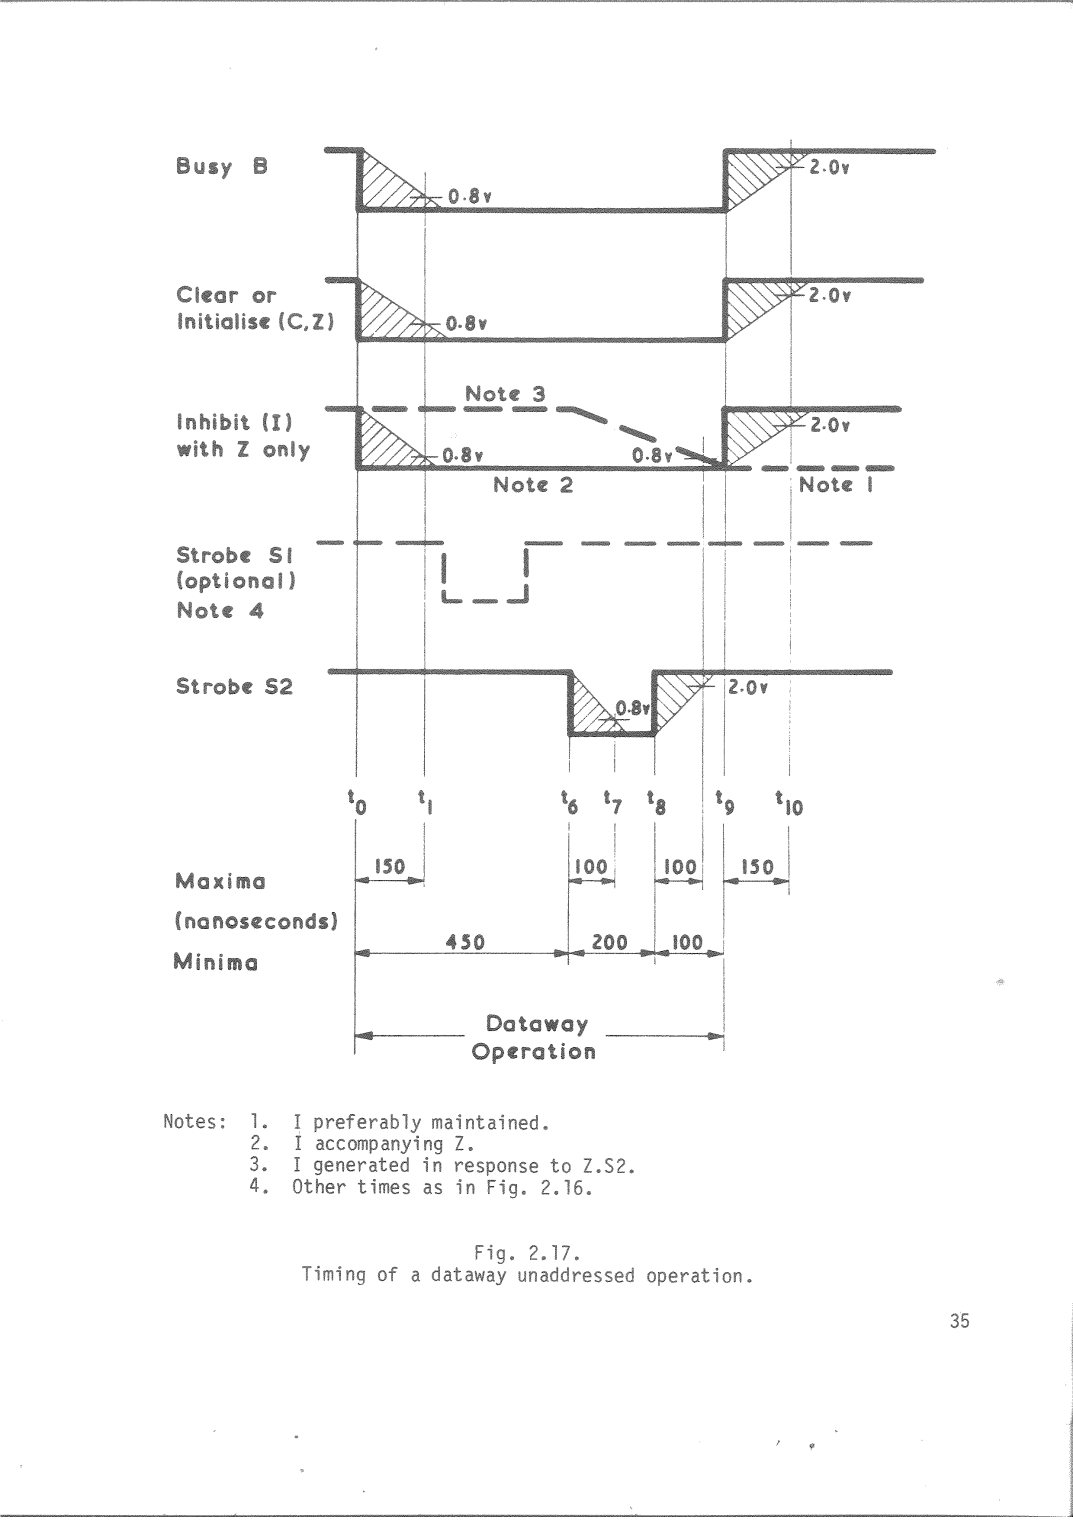 Busy B
0.8v
2.0v
Clear or
Initialise (C,Z)
0.8v
2.0v
Note 3
Inhibit (I)
with Z only
0.8v
0.8v
2.0v
Note 2
Note 1
Strobe S1
(optional)
Note 4
Strobe S2
0.8v
2.0v
t0 t1 t6 t7 t8 t9 t10
150 100 100 150
Maxima
(nanoseconds)
450 200 100
Minima
Dataway
Operation
Notes: 1. I preferably maintained.
2. I accompanying Z.
3. I generated in response to Z.S2.
4. Other times as in Fig. 2.16.
Fig. 2.17.
Timing of a dataway unaddressed operation.
35